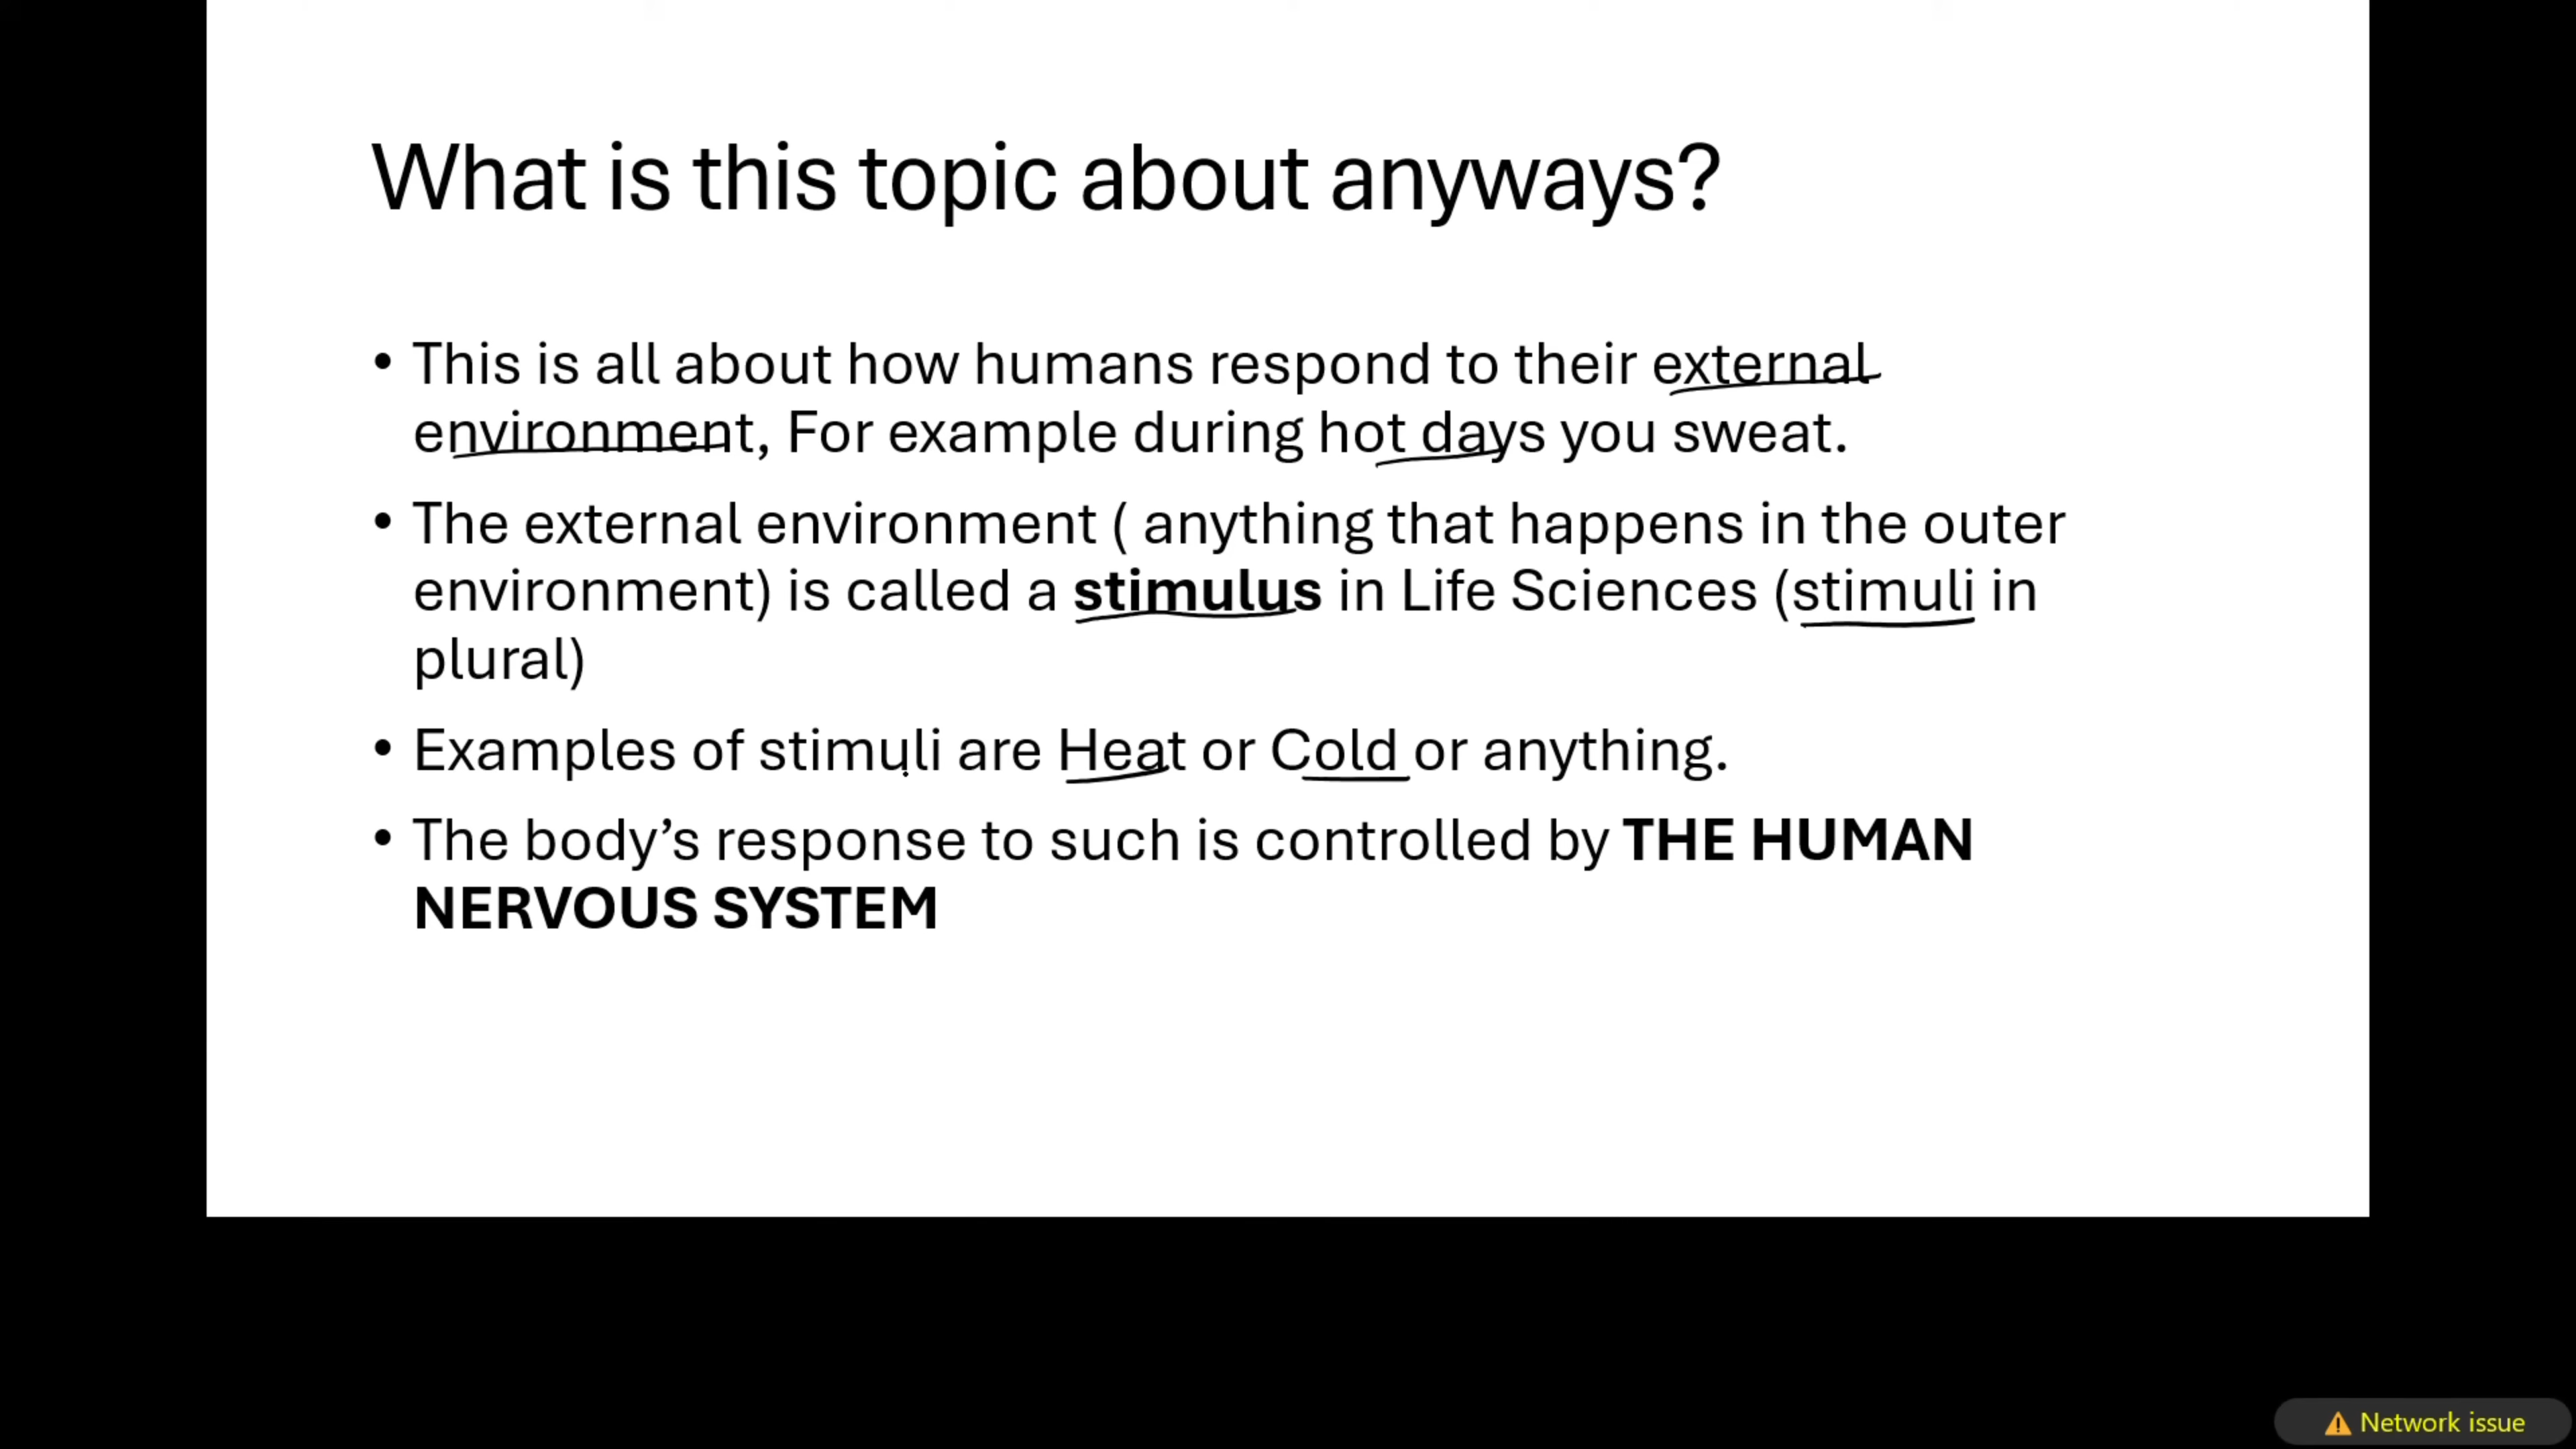 What is this topic about anyways?
• This is all about how humans respond to their external
environment, For example during hot days you sweat.
• The external environment ( anything that happens in the outer
environment) is called a stimulus in Life Sciences (stimuli in
plural)
• Examples of stimuli are Heat or Cold or anything.
• The body’s response to such is controlled by THE HUMAN
NERVOUS SYSTEM
Network issue